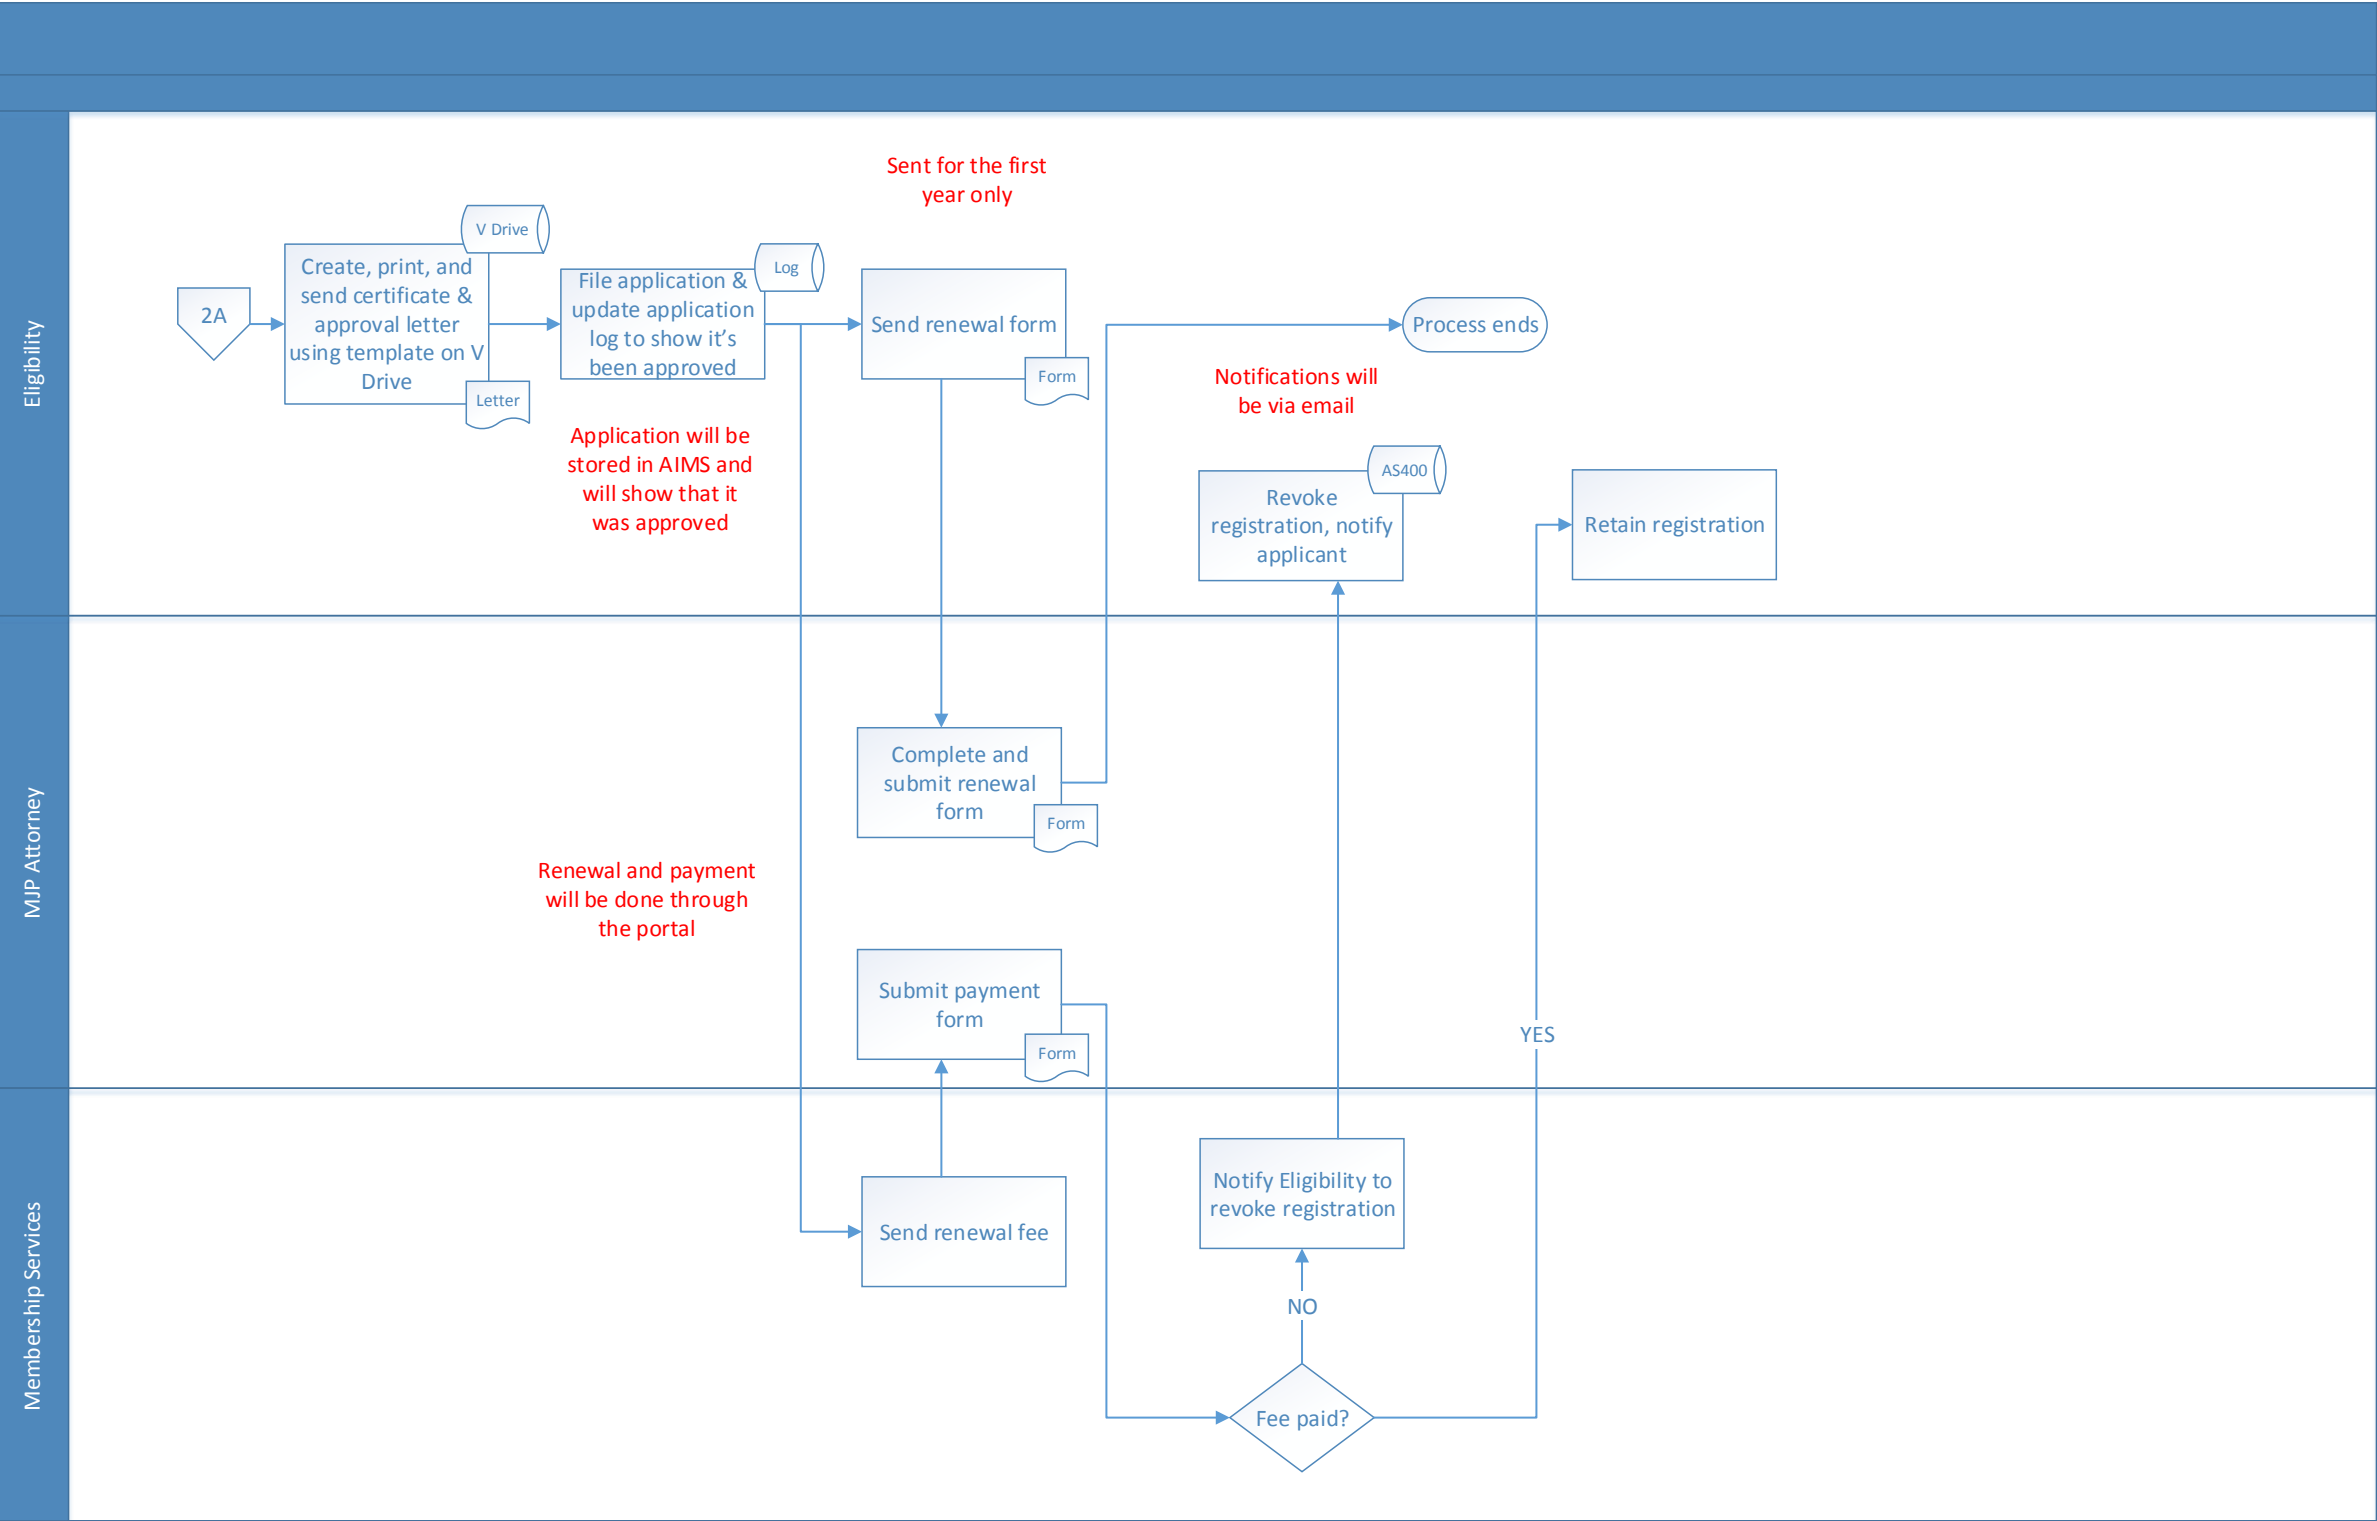 Eligibility
Sent for the first
year only
V Drive
2A
Create, print, and
send certificate &
approval letter
using template on V
Drive
Letter
Log
File application &
update application
log to show it's
been approved
Application will be
stored in AIMS and
will show that it
was approved
Send renewal form
Form
Process ends
Notifications will
be via email
AS400
Revoke
registration, notify
applicant
Retain registration
MJP Attorney
Complete and
submit renewal
form
Form
Renewal and payment
will be done through
the portal
Submit payment
form
Form
YES
Membership Services
Send renewal fee
Notify Eligibility to
revoke registration
NO
Fee paid?